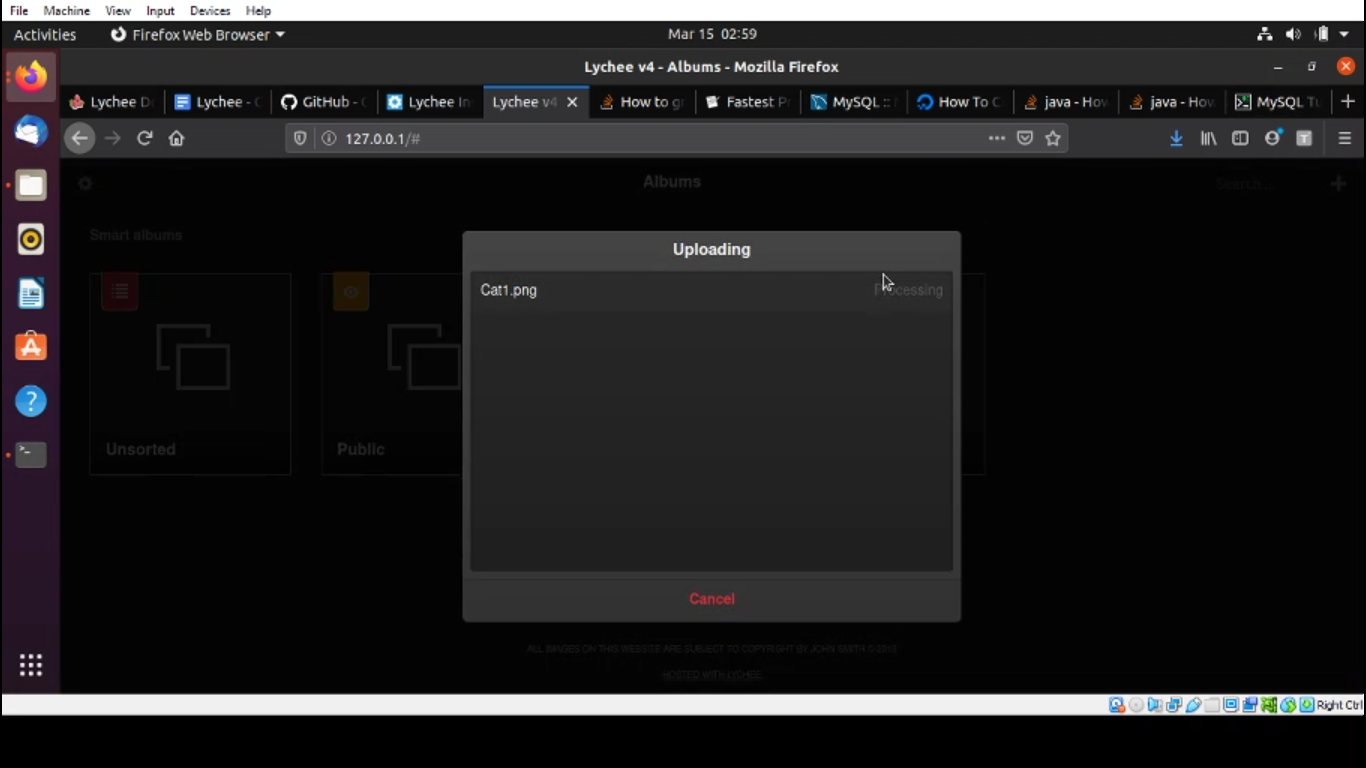 File Machine View Input Devices Help
Activities Firefox Web Browser Mar 15 02:59
Lychee v4 - Albums - Mozilla Firefox
Lychee D Lychee - GitHub - Lychee In Lychee v4 How to g Fastest P MySQL :: How To C java - How java - How MySQL Tu
127.0.0.1/#
Albums Search...
Smart albums
Uploading
Cat1.png Processing
Unsorted Public
Cancel
ALL IMAGES ON THIS WEBSITE ARE SUBJECT TO COPYRIGHT BY JOHN SMITH © 2019
HOSTED WITH LYCHEE
Right Ctrl